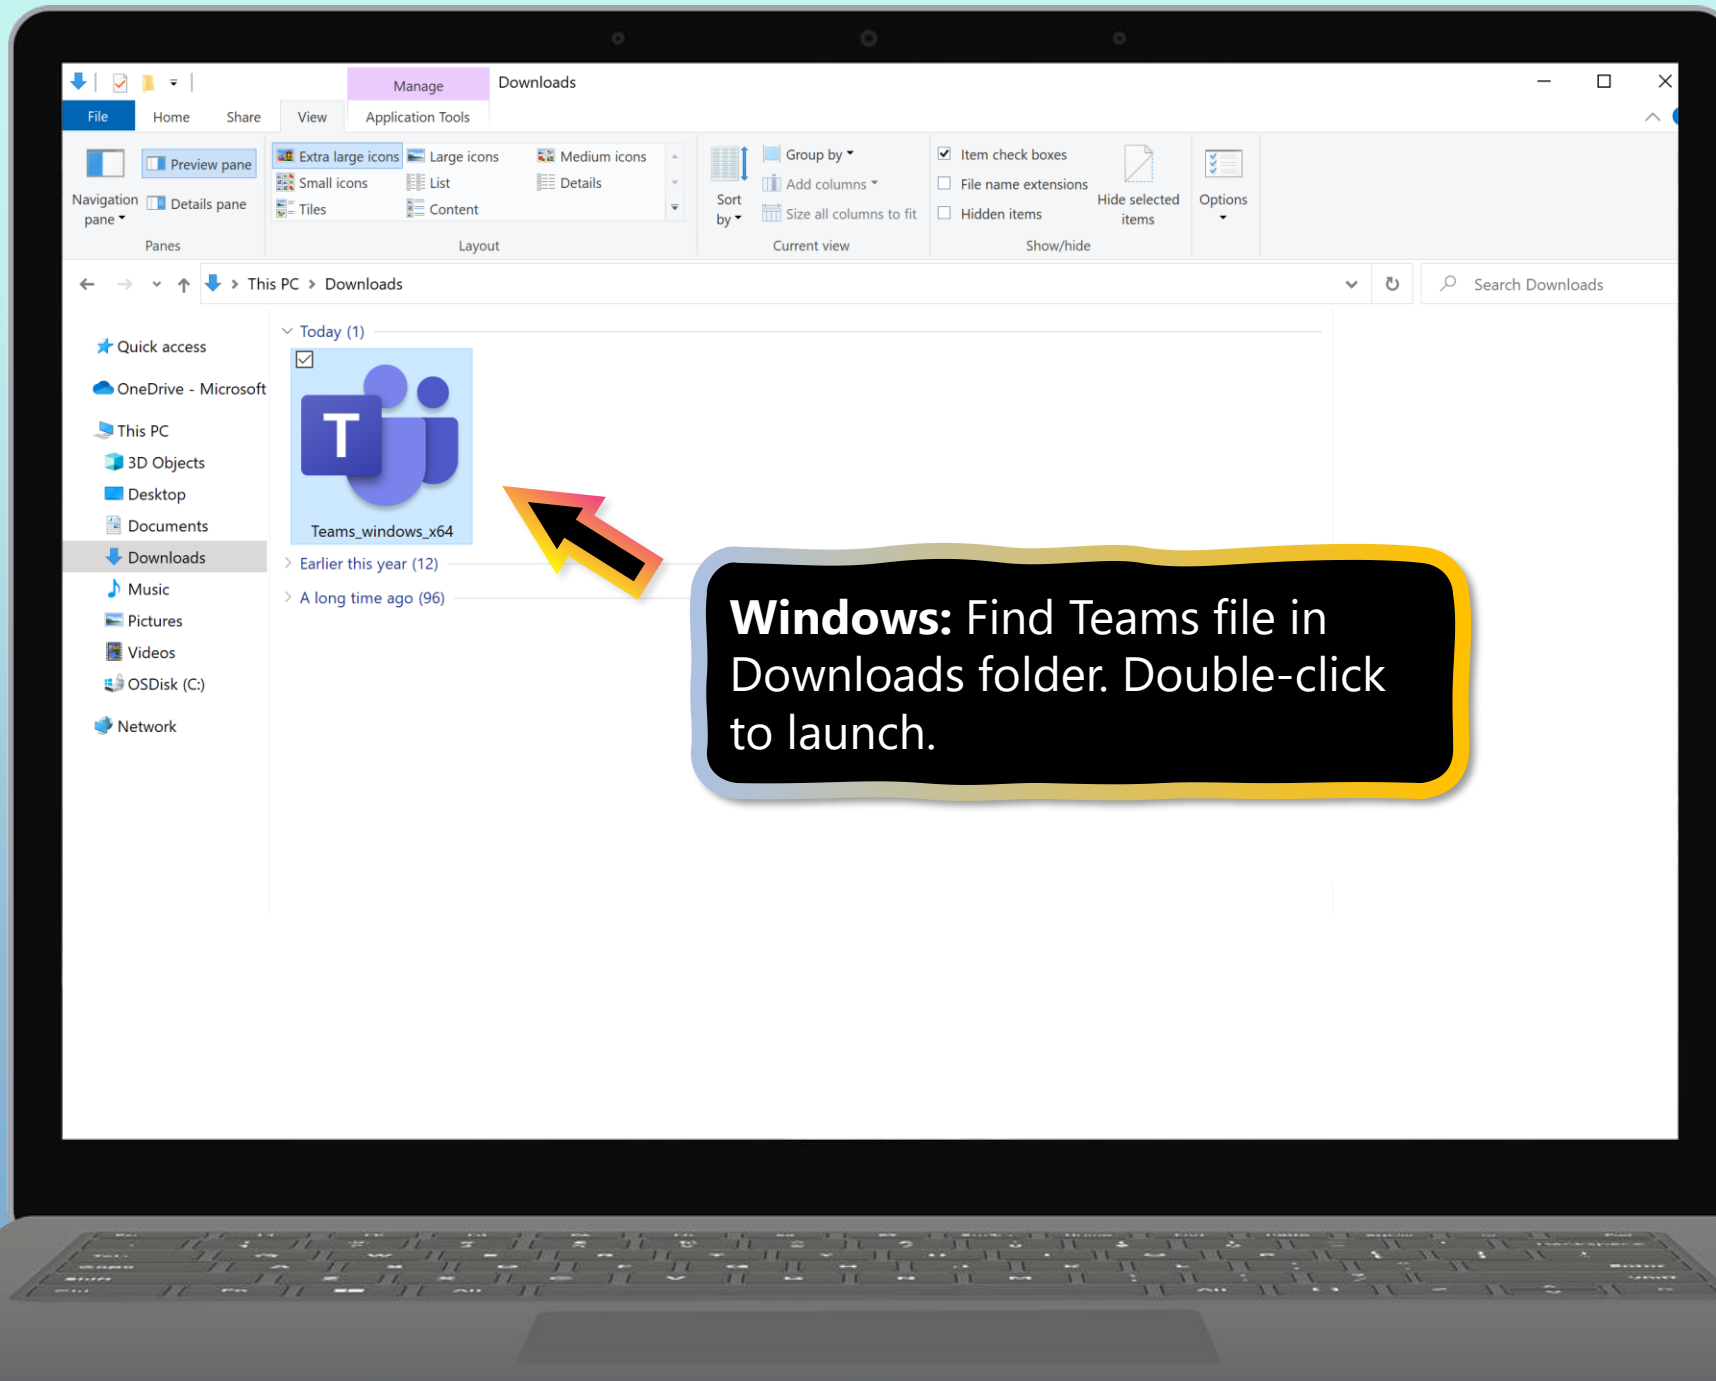 Manage
Downloads
File
Home
Share
View
Application Tools
Navigation pane
Preview pane
Details pane
Panes
Extra large icons
Large icons
Medium icons
Small icons
List
Details
Tiles
Content
Layout
Sort by
Group by
Add columns
Size all columns to fit
Current view
Item check boxes
File name extensions
Hidden items
Hide selected items
Show/hide
Options
This PC > Downloads
Search Downloads
Quick access
OneDrive - Microsoft
This PC
3D Objects
Desktop
Documents
Downloads
Music
Pictures
Videos
OSDisk (C:)
Network
Today (1)
T
Teams_windows_x64
Earlier this year (12)
A long time ago (96)
Windows: Find Teams file in
Downloads folder. Double-click
to launch.